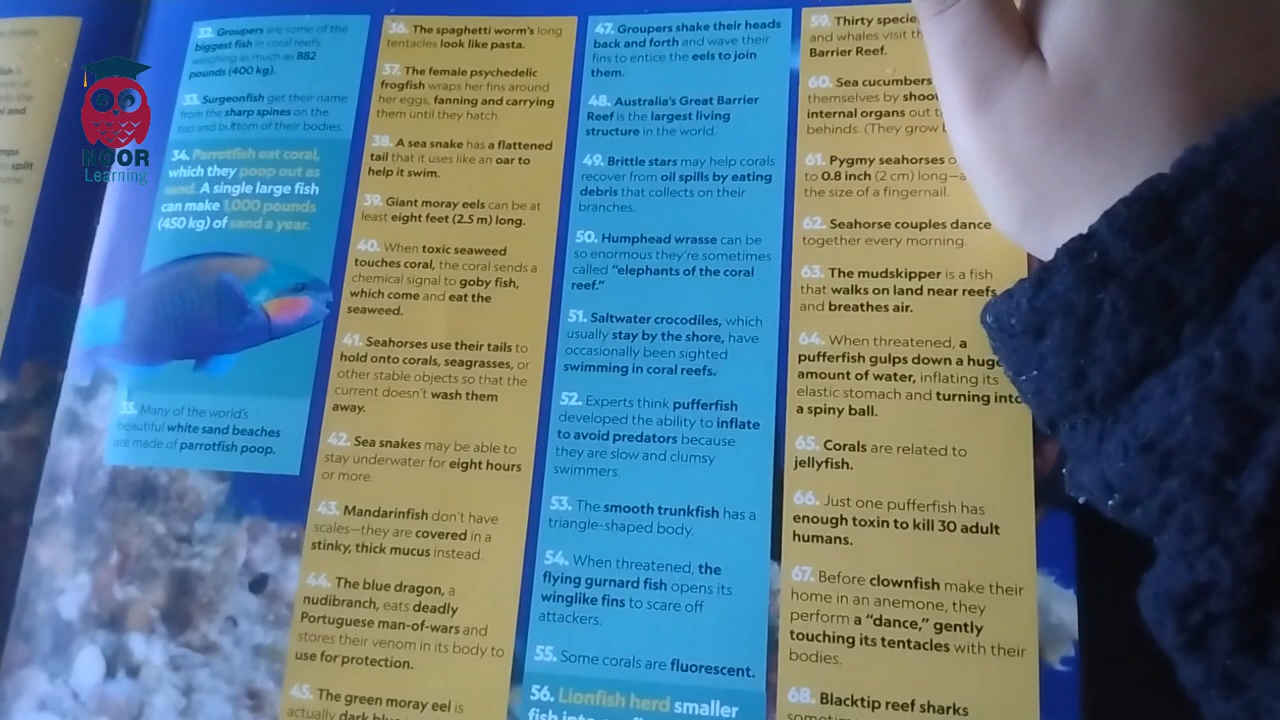 NOOR
Learning
split
32. Groupers are some of the
biggest fish in coral reefs,
weighing as much as 882
pounds (400 kg).
33. Surgeonfish get their name
from the sharp spines on the
top and buttom of their bodies.
34. Parrotfish eat coral,
which they poop out as
sand. A single large fish
can make 1,000 pounds
(450 kg) of sand a year.
35. Many of the world's
beautiful white sand beaches
are made of parrotfish poop.
36. The spaghetti worm's long
tentacles look like pasta.
37. The female psychedelic
frogfish wraps her fins around
her eggs, fanning and carrying
them until they hatch.
38. A sea snake has a flattened
tail that it uses like an oar to
help it swim.
39. Giant moray eels can be at
least eight feet (2.5 m) long.
40. When toxic seaweed
touches coral, the coral sends a
chemical signal to goby fish,
which come and eat the
seaweed.
41. Seahorses use their tails to
hold onto corals, seagrasses, or
other stable objects so that the
current doesn't wash them
away.
42. Sea snakes may be able to
stay underwater for eight hours
or more.
43. Mandarinfish don't have
scales—they are covered in a
stinky, thick mucus instead.
44. The blue dragon, a
nudibranch, eats deadly
Portuguese man-of-wars and
stores their venom in its body to
use for protection.
45. The green moray eel is
actually dark blue
47. Groupers shake their heads
back and forth and wave their
fins to entice the eels to join
them.
48. Australia's Great Barrier
Reef is the largest living
structure in the world.
49. Brittle stars may help corals
recover from oil spills by eating
debris that collects on their
branches.
50. Humphead wrasse can be
so enormous they're sometimes
called "elephants of the coral
reef."
51. Saltwater crocodiles, which
usually stay by the shore, have
occasionally been sighted
swimming in coral reefs.
52. Experts think pufferfish
developed the ability to inflate
to avoid predators because
they are slow and clumsy
swimmers.
53. The smooth trunkfish has a
triangle-shaped body.
54. When threatened, the
flying gurnard fish opens its
winglike fins to scare off
attackers.
55. Some corals are fluorescent.
56. Lionfish herd smaller
fish into
59. Thirty specie
and whales visit th
Barrier Reef.
60. Sea cucumbers
themselves by shoo
internal organs out t
behinds. (They grow
61. Pygmy seahorses
to 0.8 inch (2 cm) long—a
the size of a fingernail.
62. Seahorse couples dance
together every morning.
63. The mudskipper is a fish
that walks on land near reefs
and breathes air.
64. When threatened, a
pufferfish gulps down a huge
amount of water, inflating its
elastic stomach and turning into
a spiny ball.
65. Corals are related to
jellyfish.
66. Just one pufferfish has
enough toxin to kill 30 adult
humans.
67. Before clownfish make their
home in an anemone, they
perform a "dance," gently
touching its tentacles with their
bodies.
68. Blacktip reef sharks